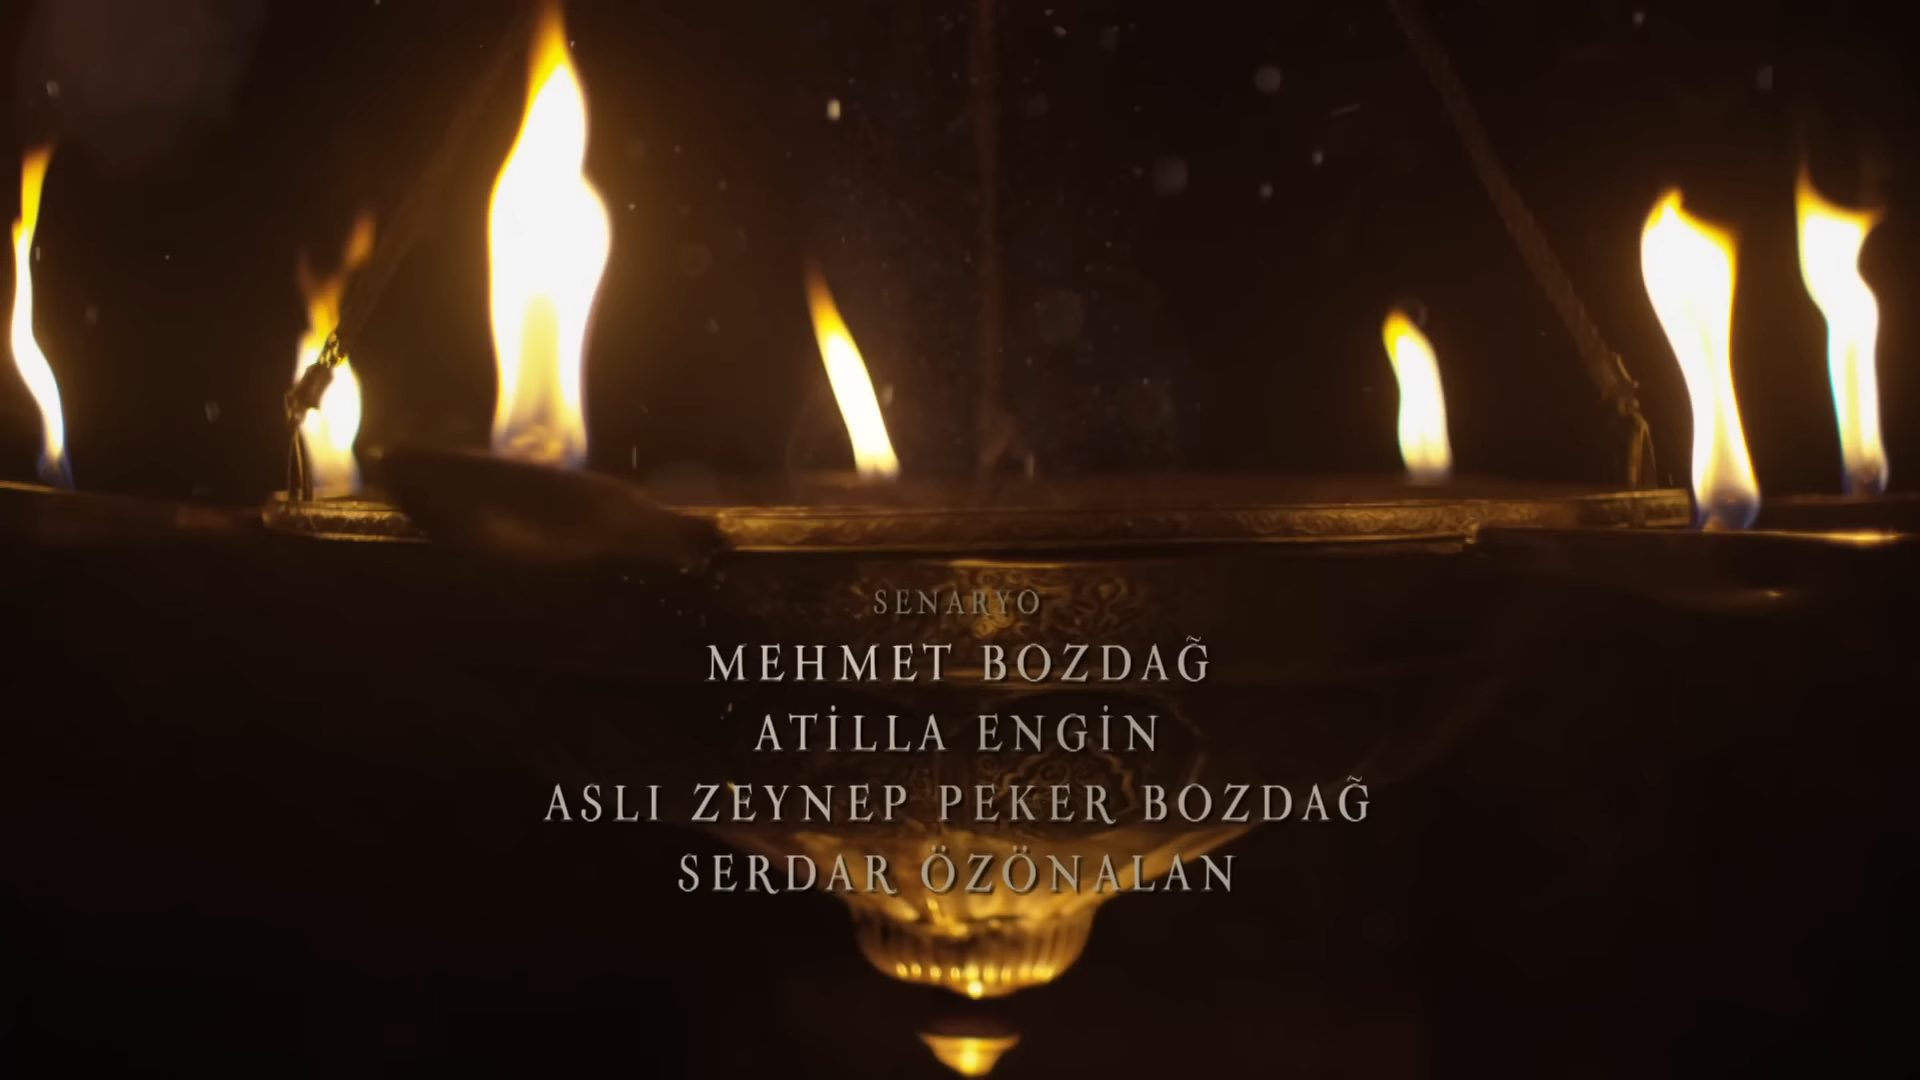 SENARYO
MEHMET BOZDAĞ
ATİLLA ENGİN
ASLI ZEYNEP PEKER BOZDAĞ
SERDAR ÖZÖNALAN